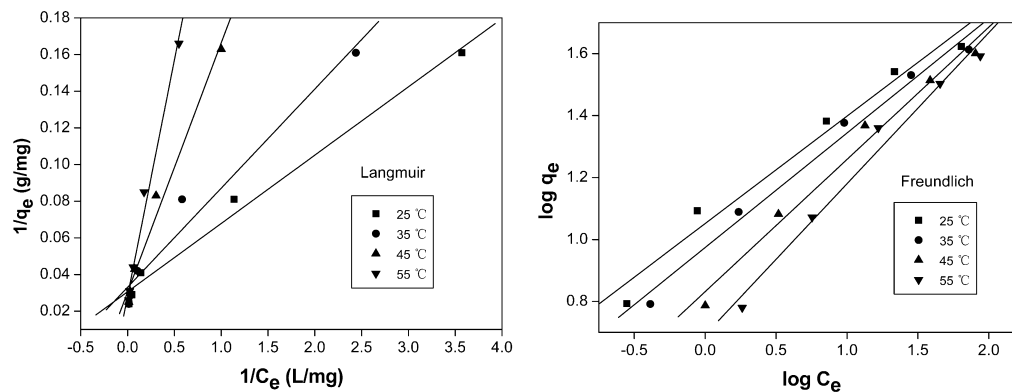 0.18
0.16
0.14
0.12
0.10
0.08
0.06
0.04
0.02
1/qe (g/mg)
-0.5 0.0 0.5 1.0 1.5 2.0 2.5 3.0 3.5 4.0
1/Ce (L/mg)
Langmuir
25 ℃
35 ℃
45 ℃
55 ℃
1.6
1.4
1.2
1.0
0.8
log qe
-0.5 0.0 0.5 1.0 1.5 2.0
log Ce
Freundlich
25 ℃
35 ℃
45 ℃
55 ℃